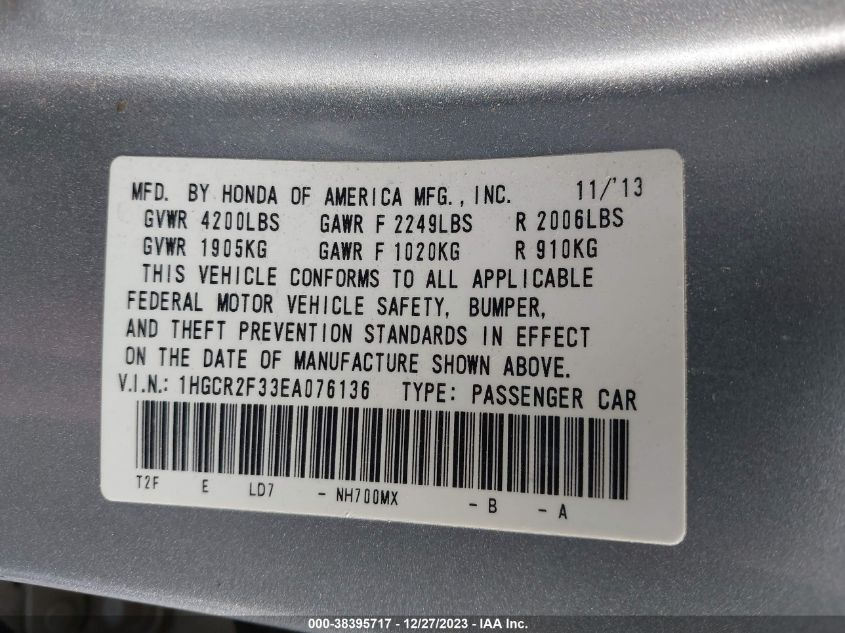 MFD. BY HONDA OF AMERICA MFG., INC. 11/'13
GVWR 4200LBS GAWR F 2249LBS R 2006LBS
GVWR 1905KG GAWR F 1020KG R 910KG
THIS VEHICLE CONFORMS TO ALL APPLICABLE
FEDERAL MOTOR VEHICLE SAFETY, BUMPER,
AND THEFT PREVENTION STANDARDS IN EFFECT
ON THE DATE OF MANUFACTURE SHOWN ABOVE.
V.I.N.: 1HGCR2F33EA076136 TYPE: PASSENGER CAR
T2F E LD7 - NH700MX - B - A
000-38395717 // 12/27/2023 // IAA Inc.